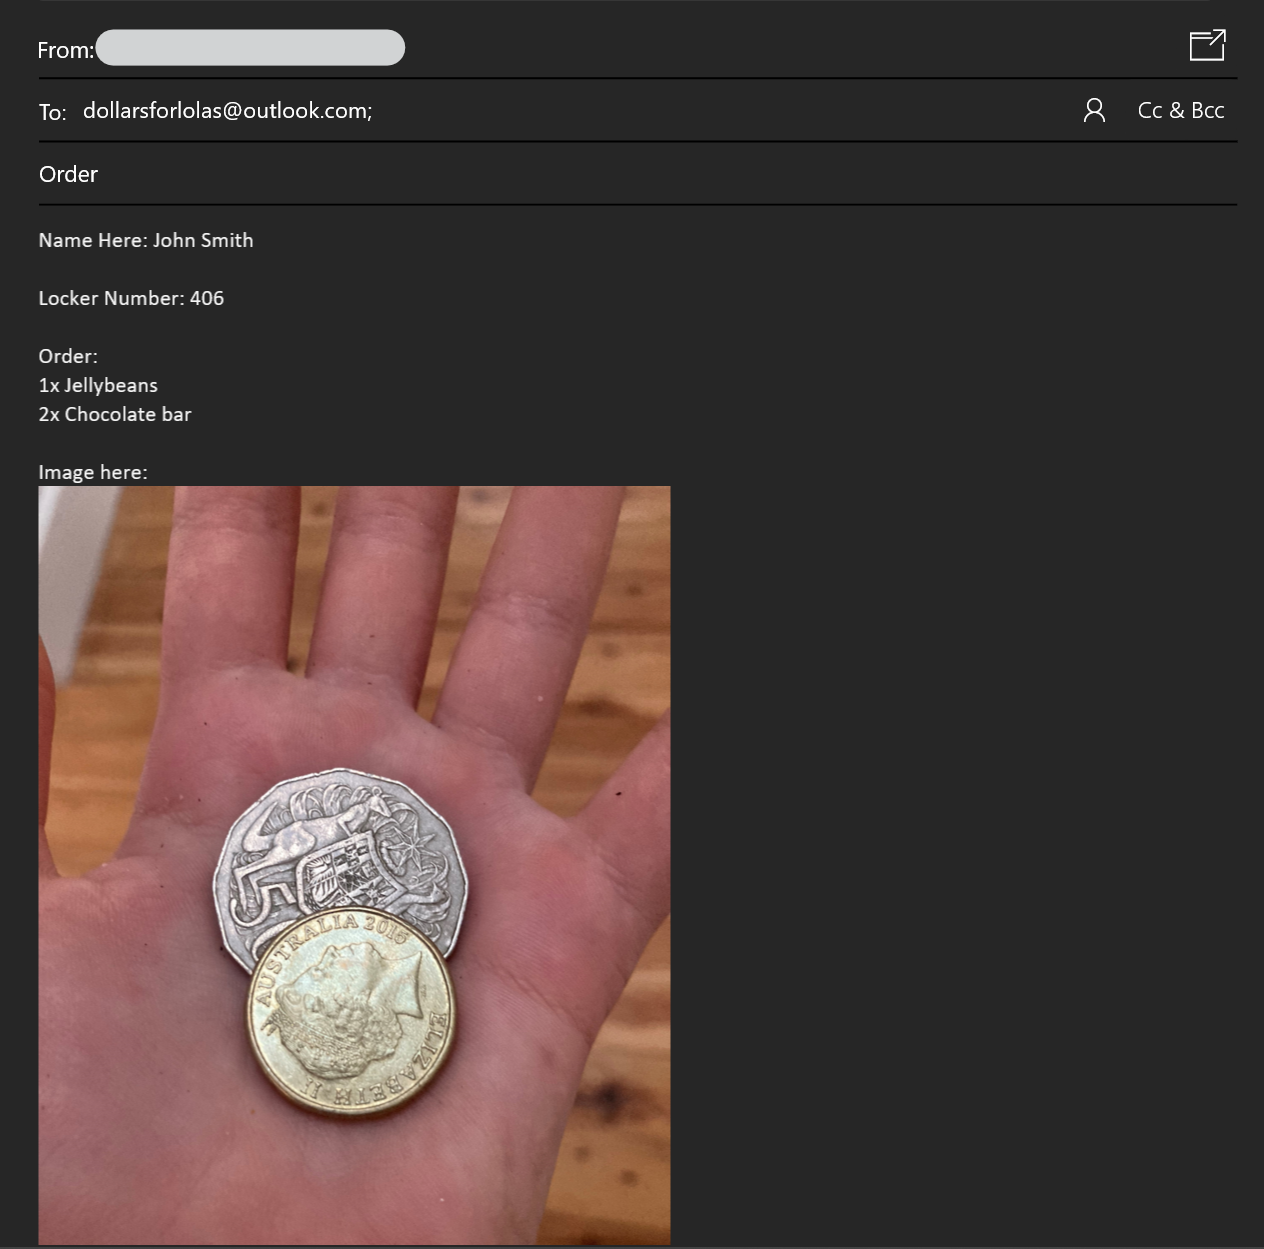 From:
To: dollarsforlolas@outlook.com; Cc & Bcc
Order
Name Here: John Smith
Locker Number: 406
Order:
1x Jellybeans
2x Chocolate bar
Image here:
5
AUSTRALIA 2015
ELIZABETH II